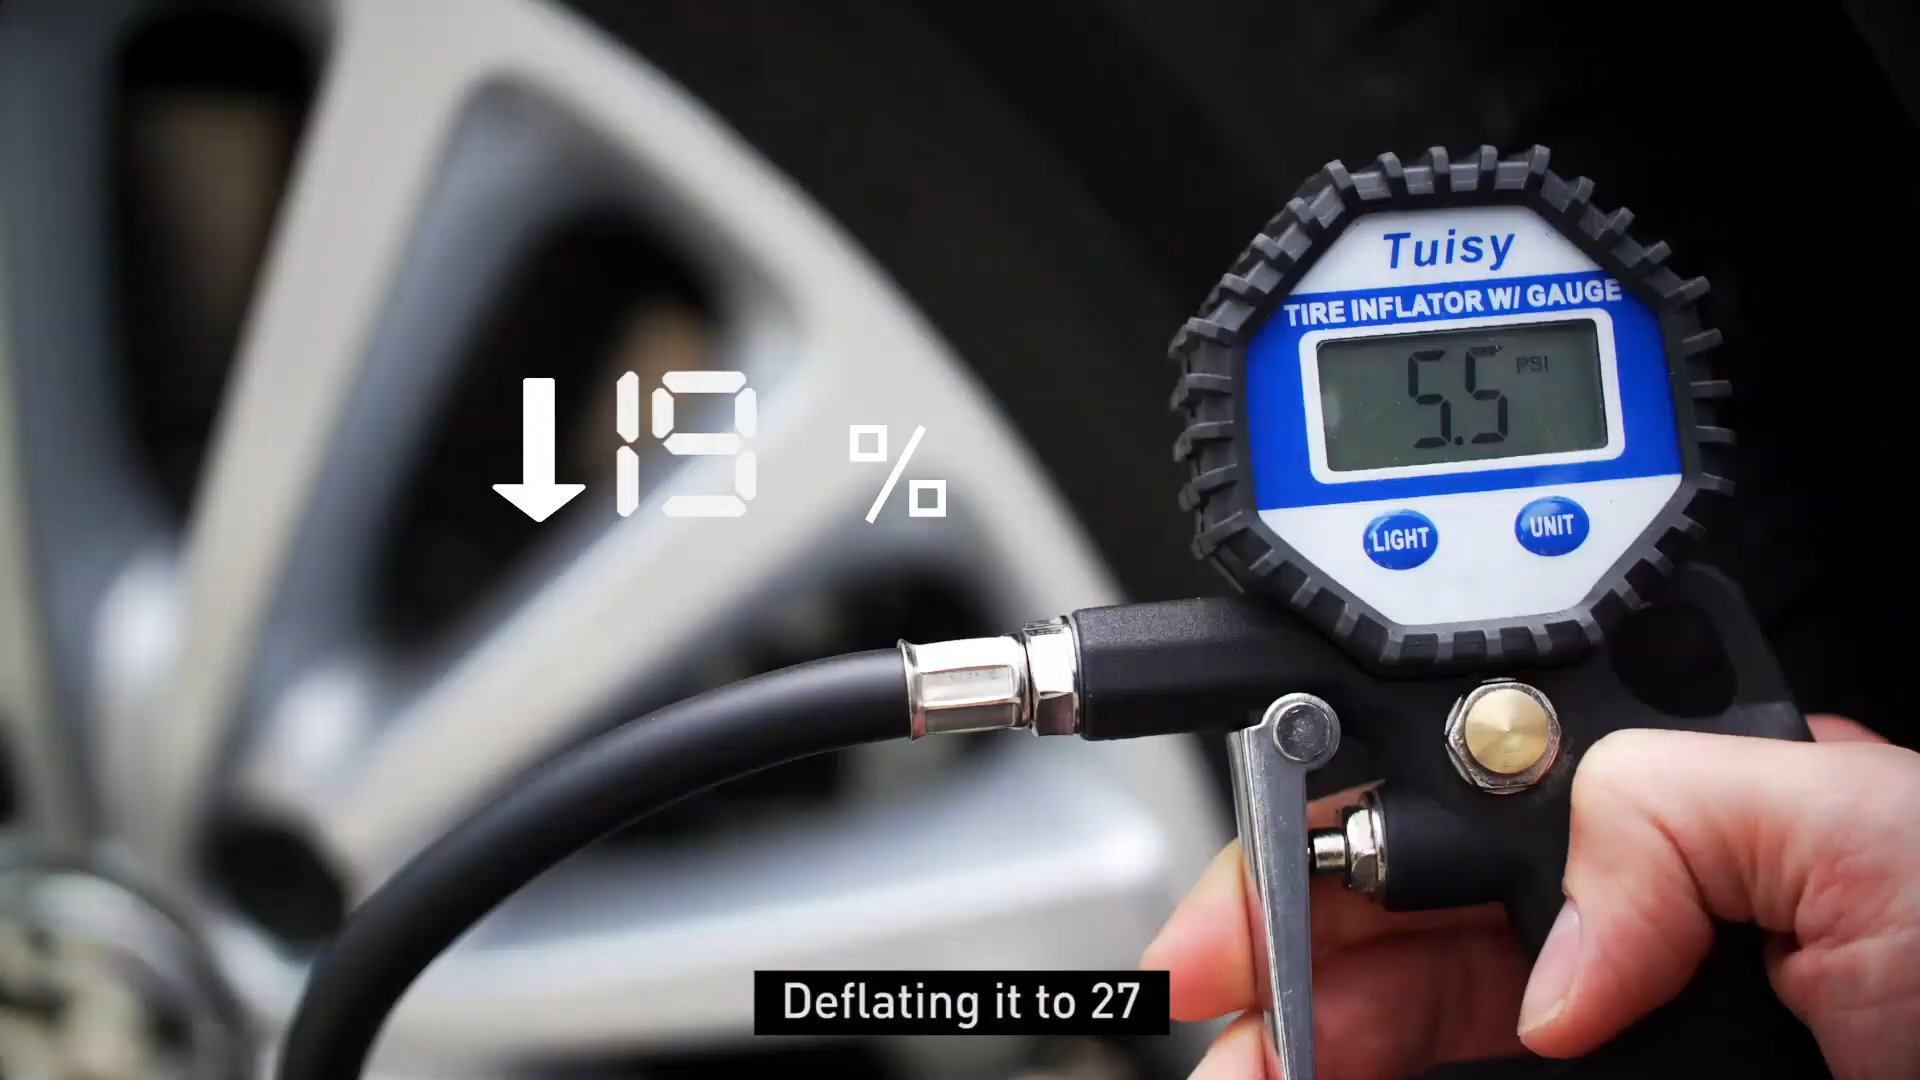 Tuisy
TIRE INFLATOR W/ GAUGE
5.5 PSI
19 %
LIGHT UNIT
Deflating it to 27